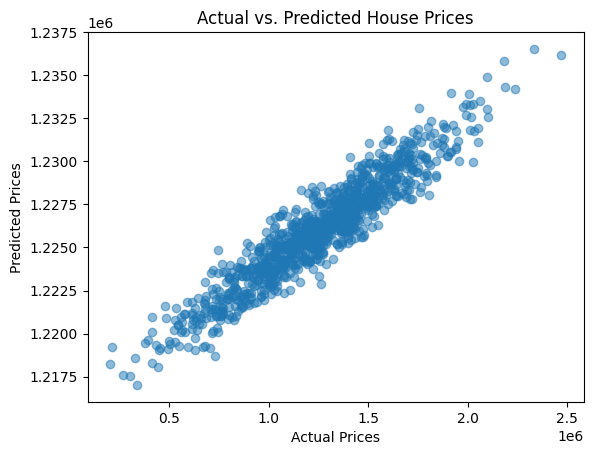 Actual vs. Predicted House Prices
1e6
1.2375
1.2350
1.2325
1.2300
1.2275
1.2250
1.2225
1.2200
1.2175
Predicted Prices
0.5 1.0 1.5 2.0 2.5
Actual Prices
1e6